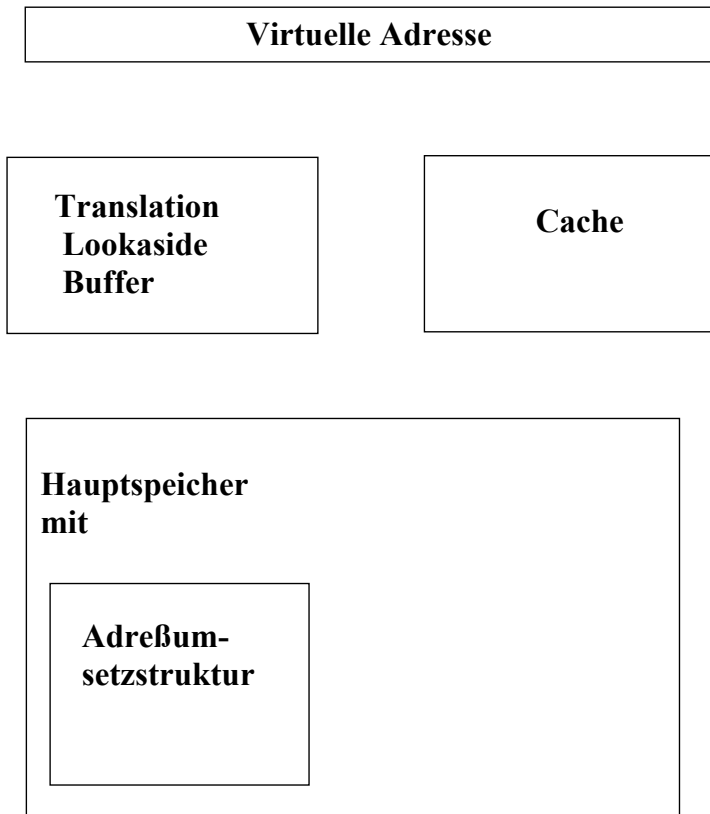 Virtuelle Adresse
Translation
Lookaside
Buffer
Cache
Hauptspeicher
mit
Adreßum-
setzstruktur